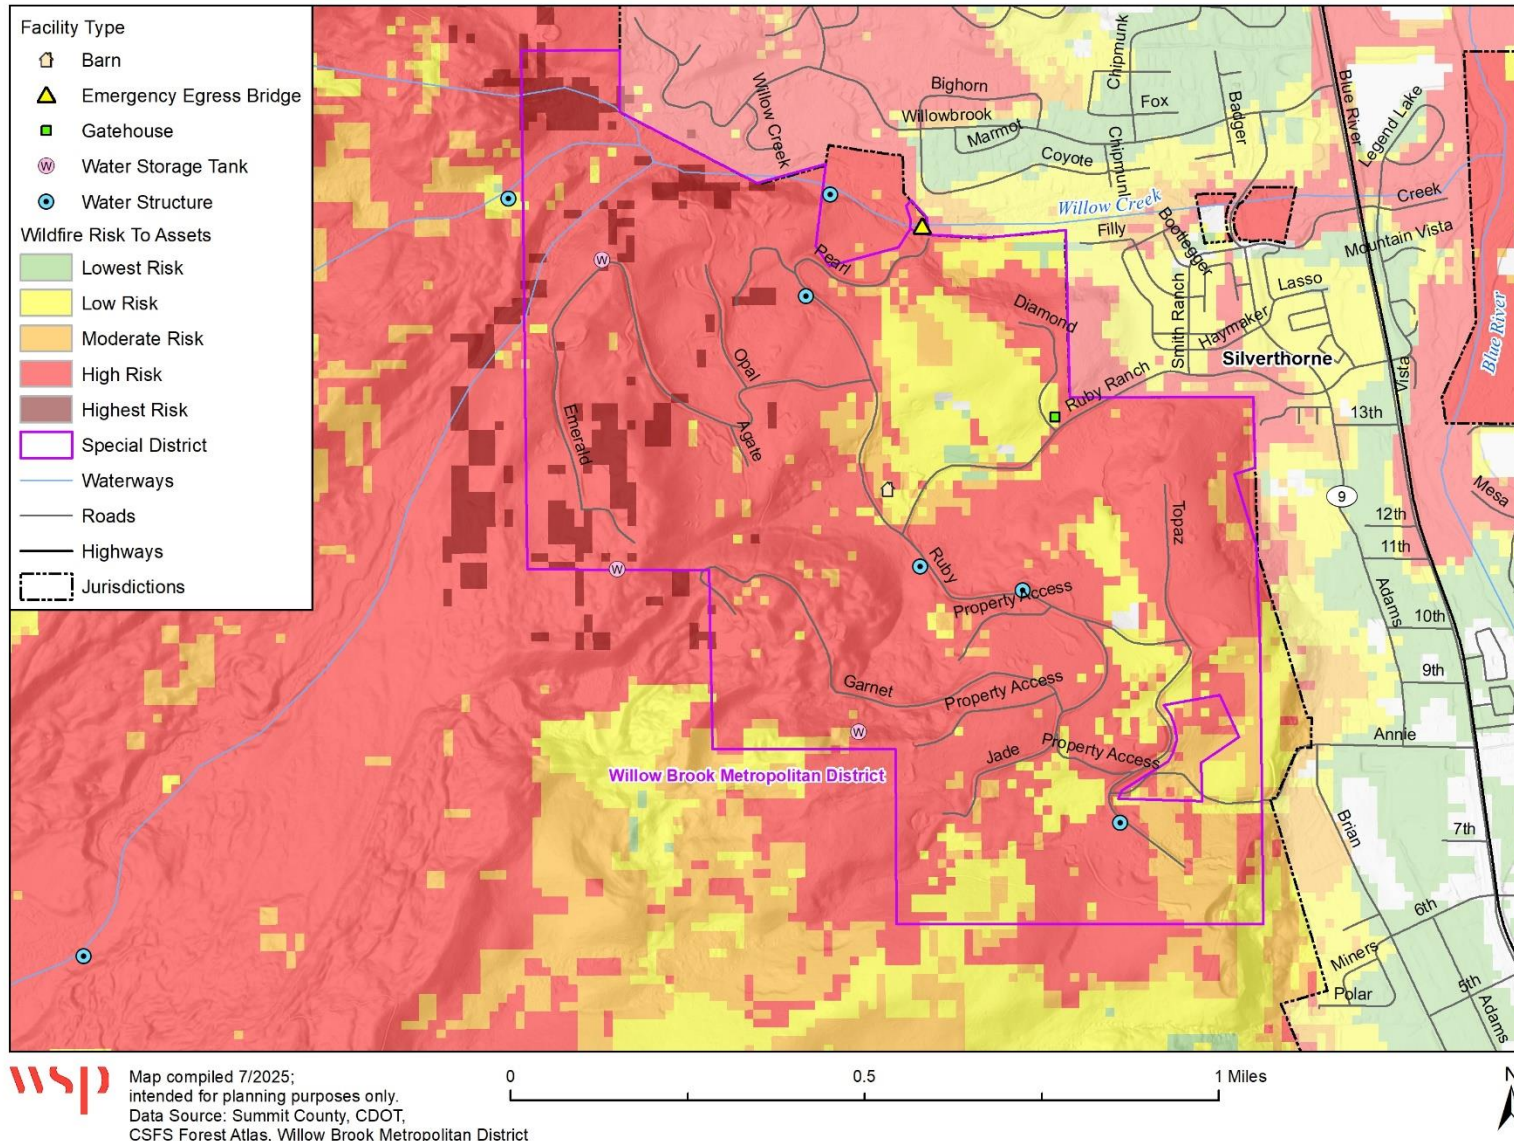 Facility Type
Barn
Emergency Egress Bridge
Gatehouse
W Water Storage Tank
Water Structure
Wildfire Risk To Assets
Lowest Risk
Low Risk
Moderate Risk
High Risk
Highest Risk
Special District
Waterways
Roads
Highways
Jurisdictions
Willow Creek
Bighorn
Willowbrook
Marmot
Coyote
Chipmunk
Fox
Chipmunk
Badger
Blue River
Legend Lake
Creek
Willow Creek
Filly
Bootlegger
Mountain Vista
Lasso
Smith Ranch
Haymaker
Silverthorne
Vista
Blue River
Pearl
Diamond
Ruby Ranch
W
Opal
Agate
Emerald
13th
9
Mesa
12th
11th
Topaz
Ruby
W
Property Access
Adams
10th
9th
Garnet
Property Access
W
Jade
Property Access
Annie
Willow Brook Metropolitan District
Brian
7th
6th
Miners
Polar
5th
Adams
wsp
Map compiled 7/2025;
intended for planning purposes only.
Data Source: Summit County, CDOT,
CSFS Forest Atlas, Willow Brook Metropolitan District
0 0.5 1 Miles
N